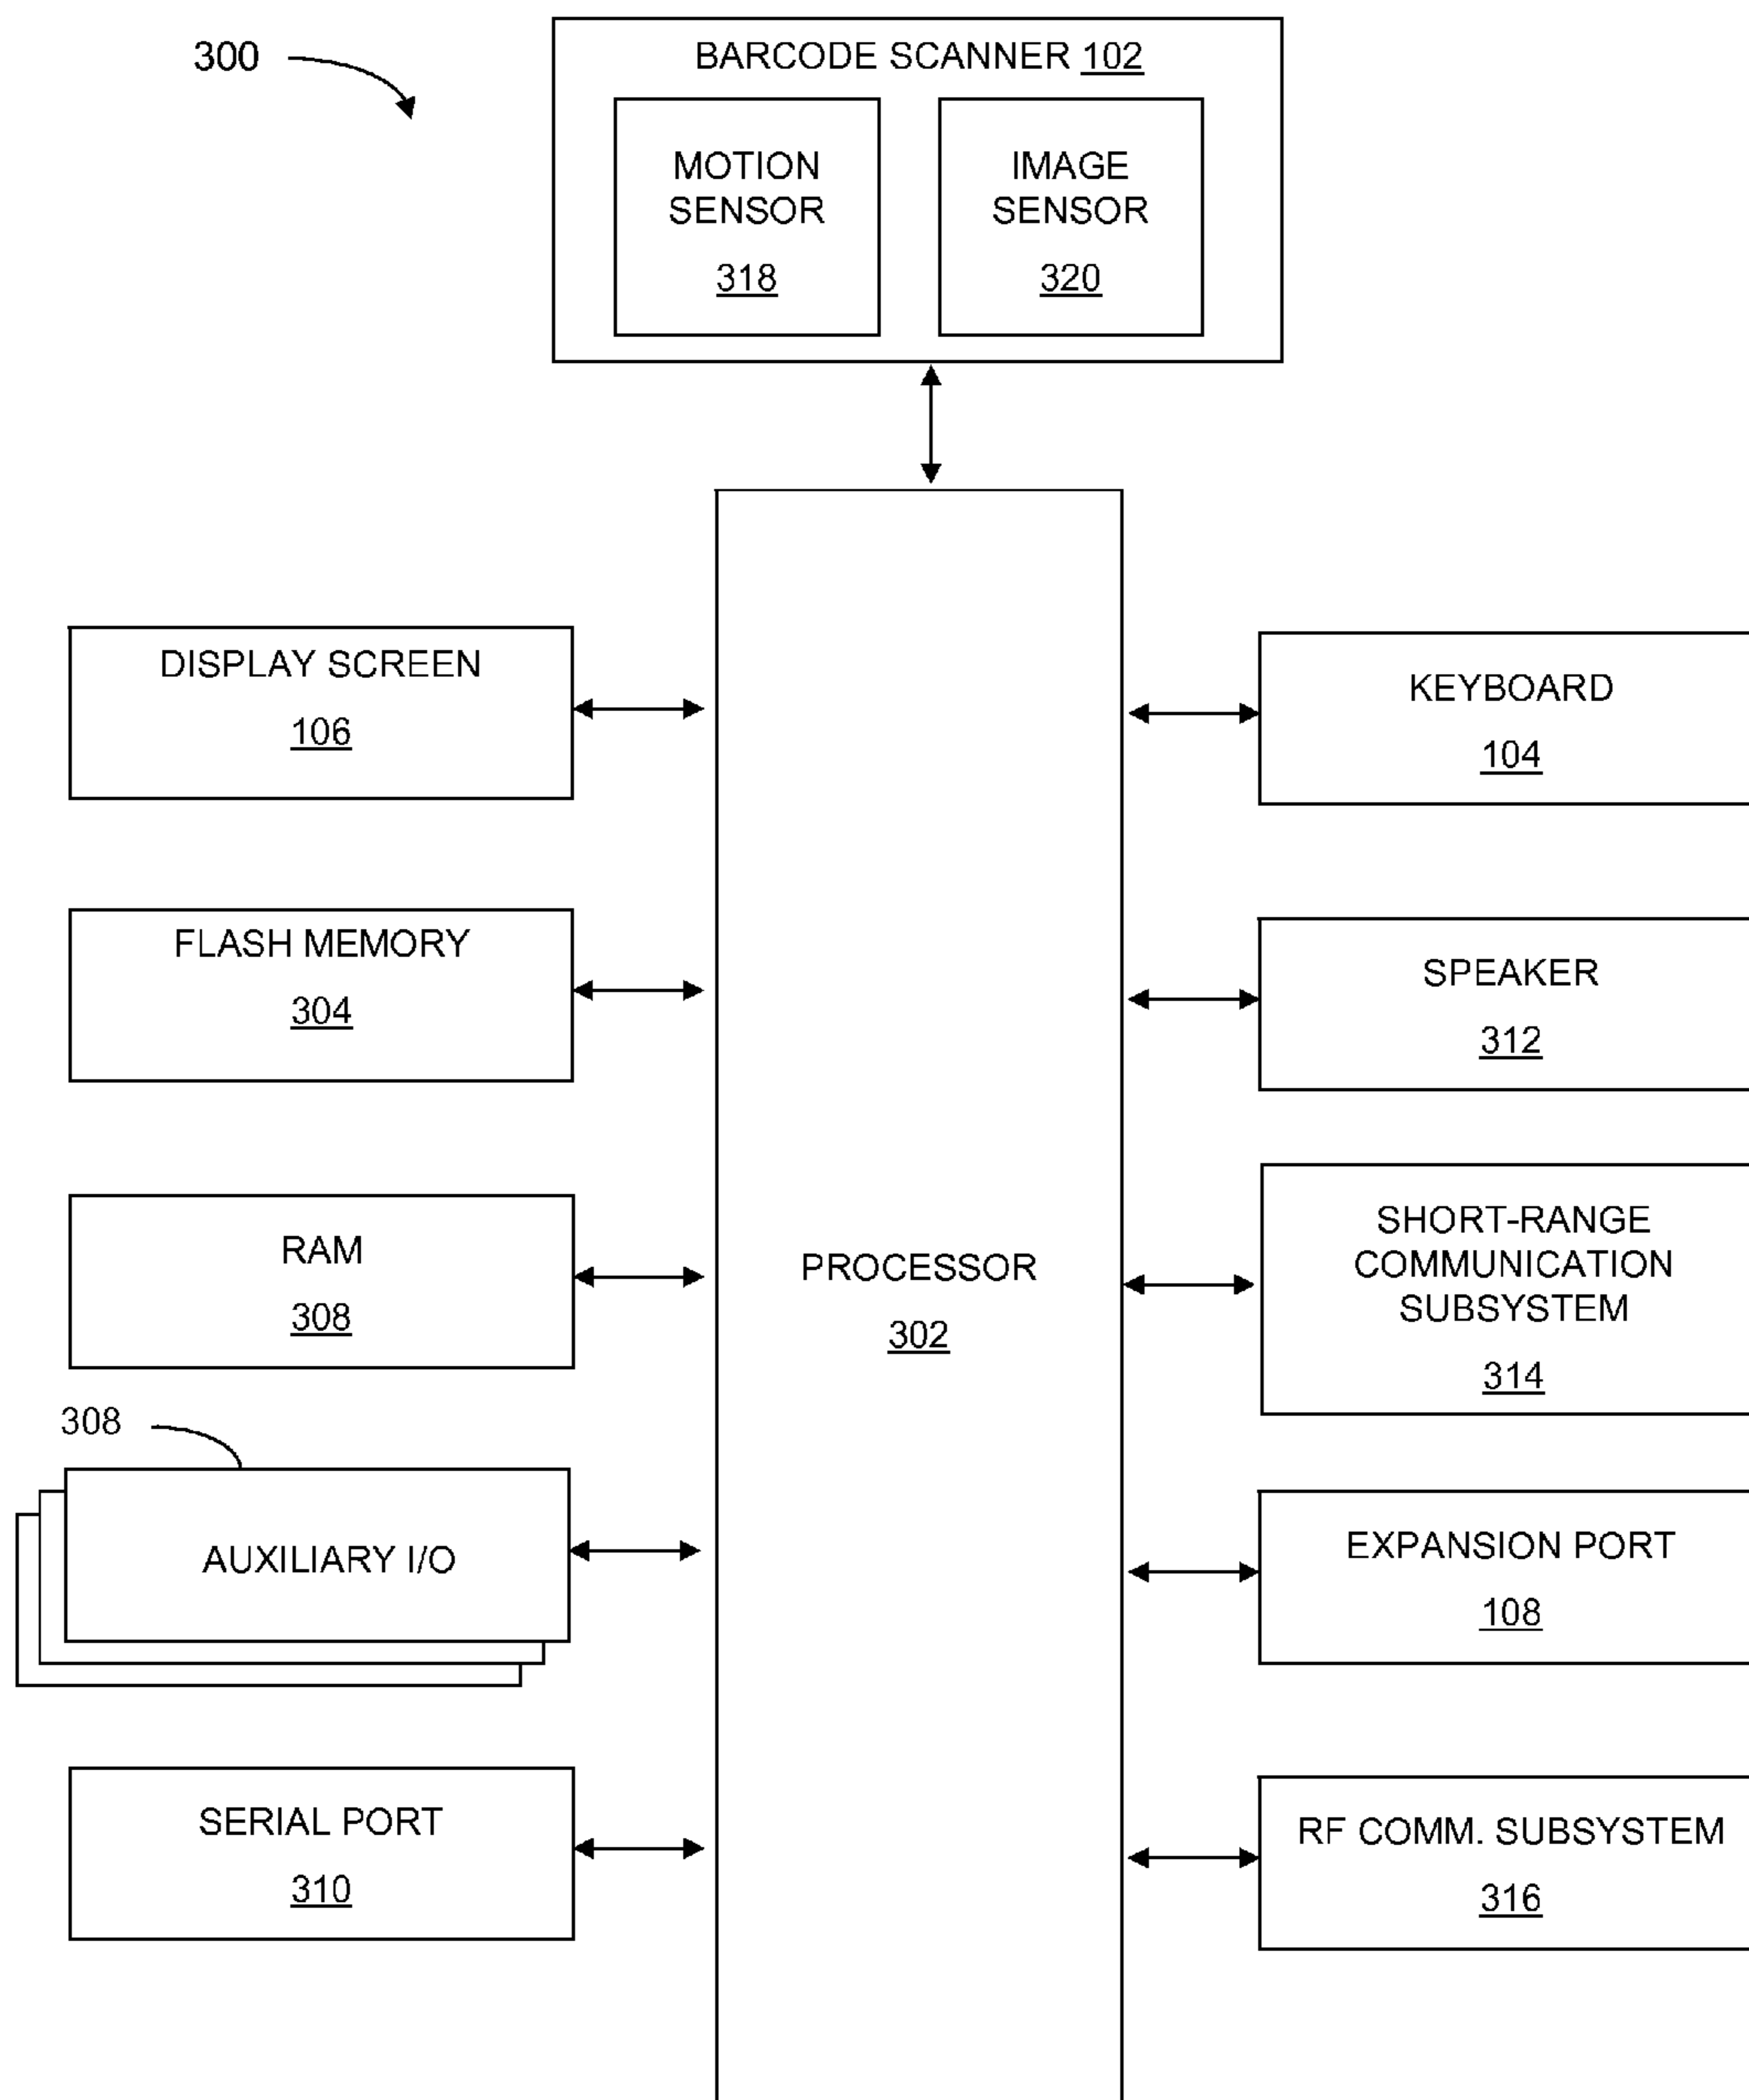 300
BARCODE SCANNER 102
MOTION
SENSOR
318
IMAGE
SENSOR
320
DISPLAY SCREEN
106
KEYBOARD
104
FLASH MEMORY
304
SPEAKER
312
RAM
308
PROCESSOR
302
SHORT-RANGE
COMMUNICATION
SUBSYSTEM
314
308
AUXILIARY I/O
EXPANSION PORT
108
SERIAL PORT
310
RF COMM. SUBSYSTEM
316